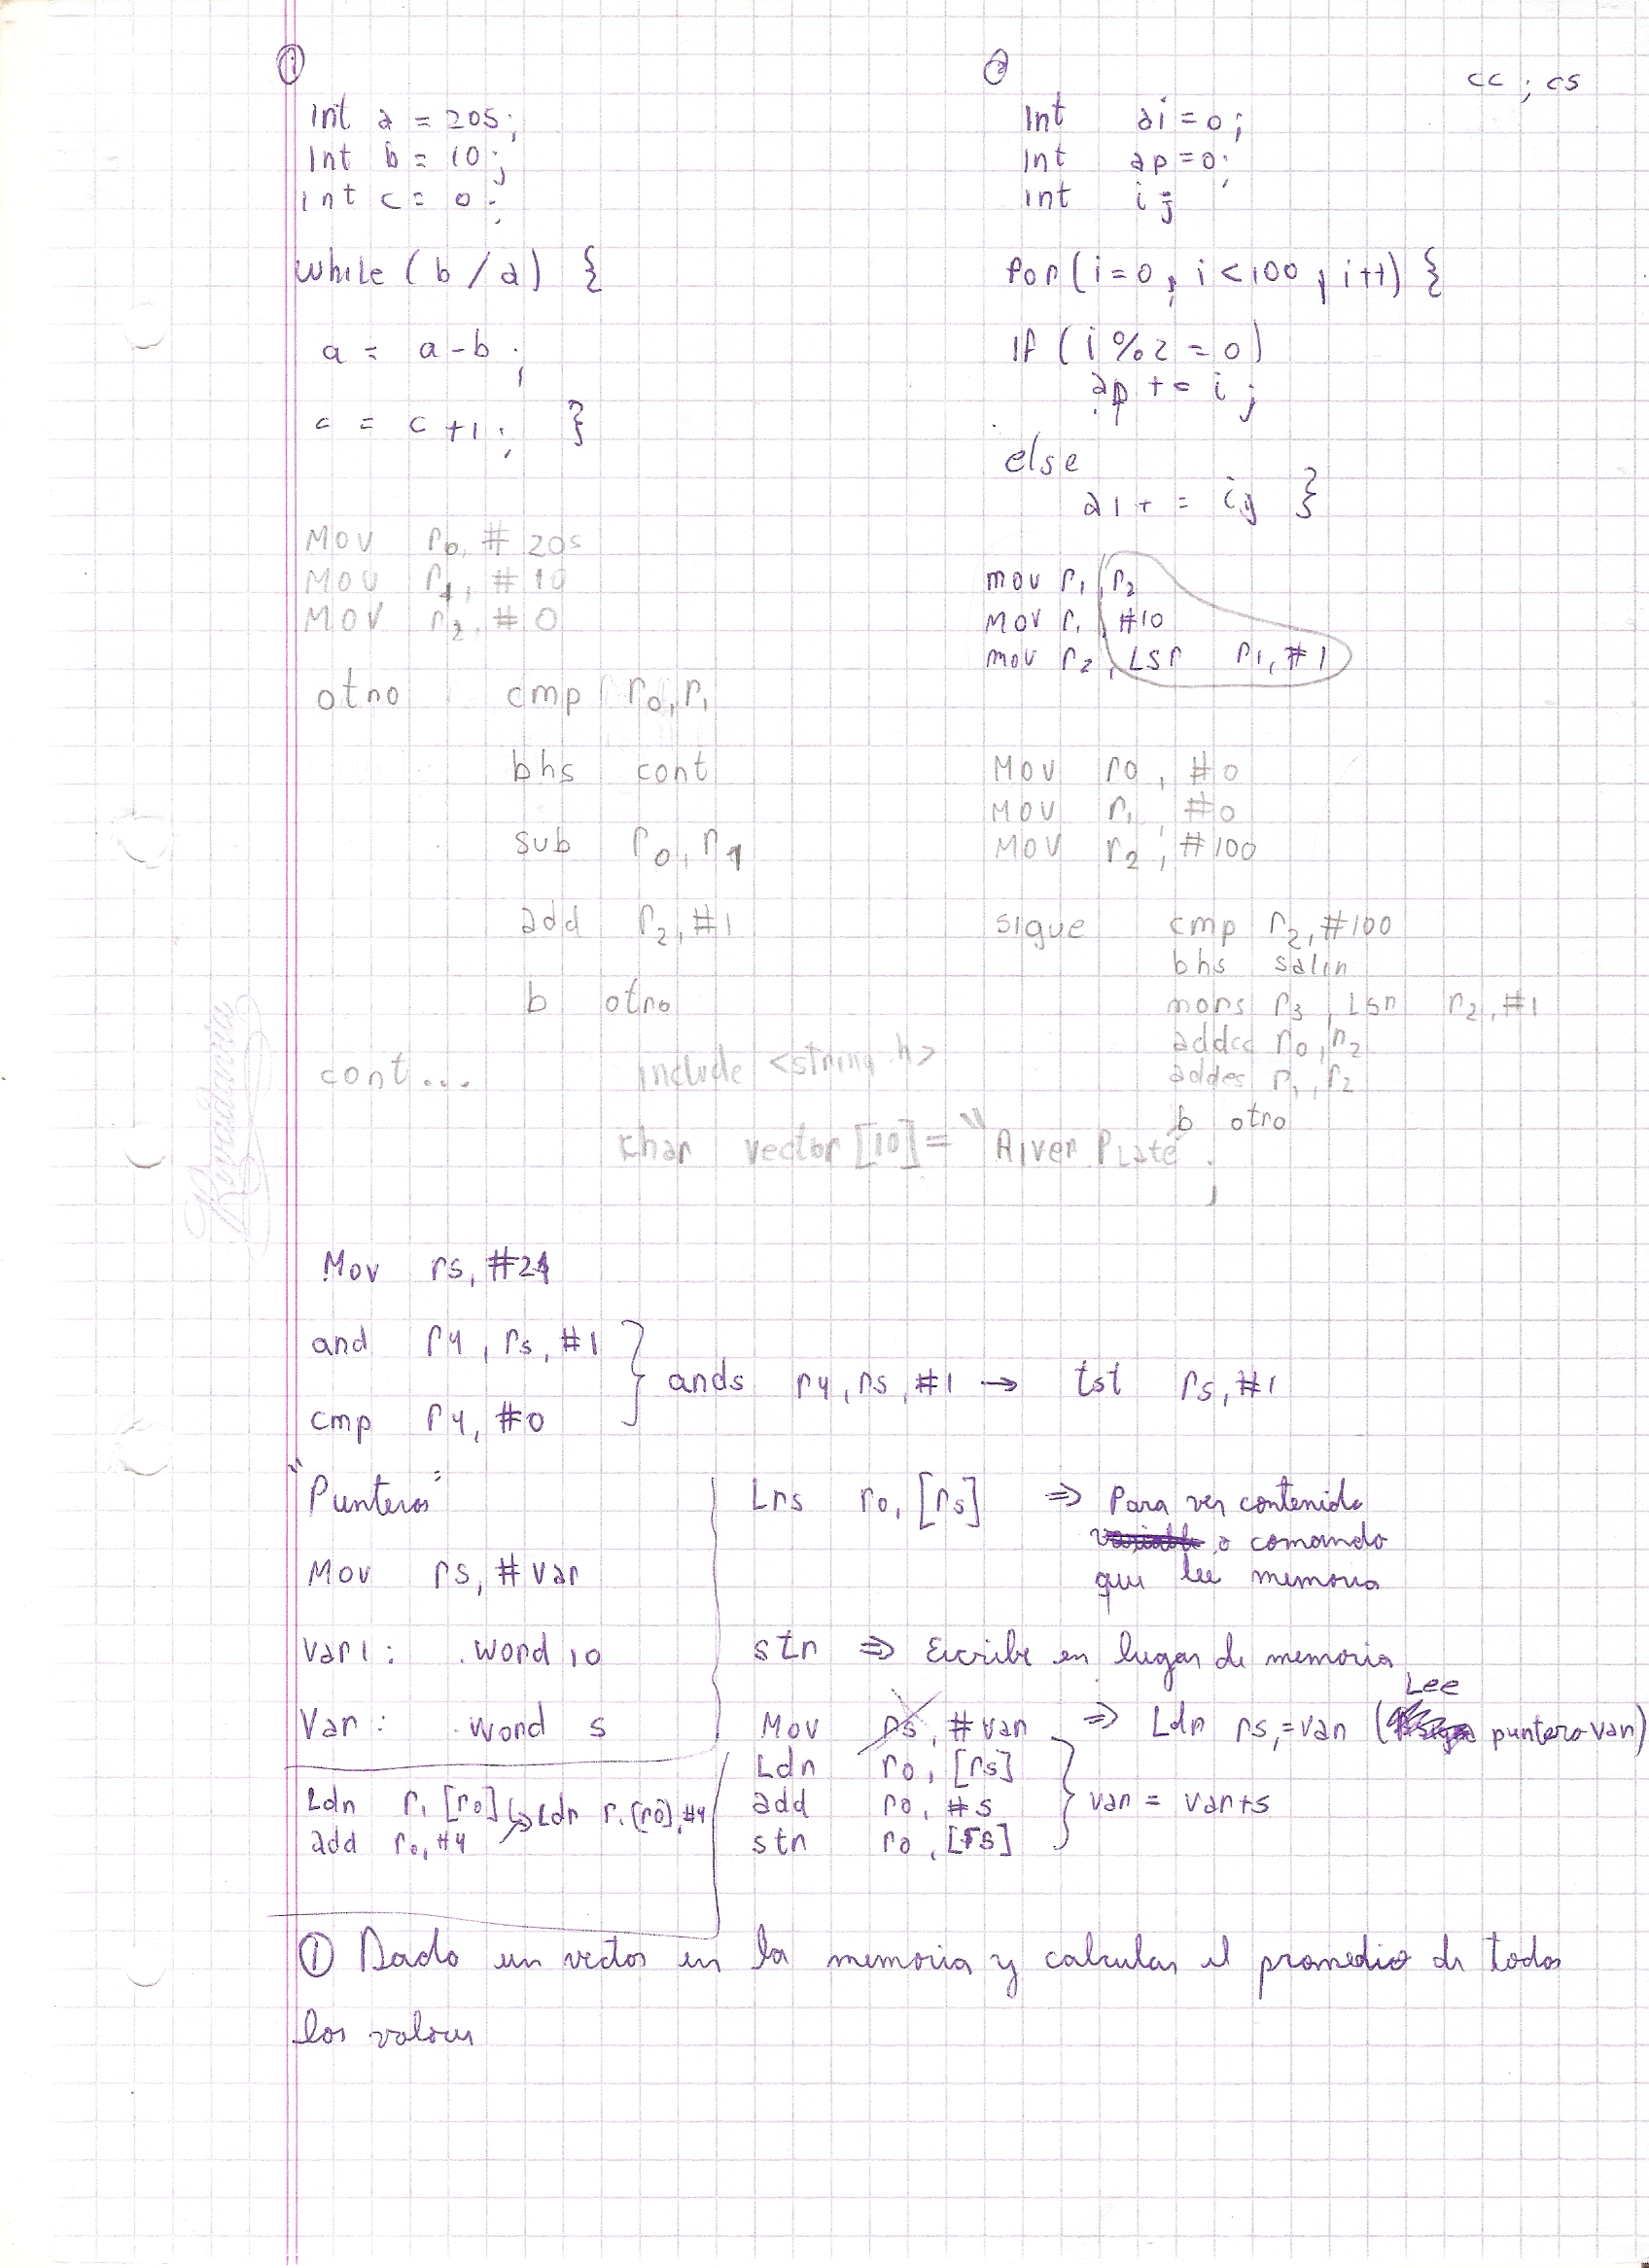 ①
Int a = 205;
Int b = 10;
Int c = 0;
while (b/a) {
a = a-b;
c = c+1; }
Mov r0, #205
Mov r1, #10
Mov r2, #0
otro cmp r0, r1
bhs cont
sub r0, r1
add r2, #1
b otro
cont...
②
cc ; cs
Int ai=0;
Int ap=0;
Int i;
for(i=0, i<100, i++) {
If (i%2=0)
ap += i;
else
ai += i; }
mov r1, r2
Mov r1, #10
mov r2, LSr r1, #1
Mov r0, #0
Mov r1, #0
Mov r2, #100
sigue cmp r2, #100
bhs salir
movs r3, LSr r2, #1
addcc r0, r2
addcs r1, r2
b otro
include <string.h>
char vector[10]="River Plate";
Mov r5, #21
and r4, r5, #1
cmp r4, #0
ands r4, r5, #1 → tst r5, #1
"Punteros"
Mov r5, #var
var1: .word 10
Var: .word 5
Ldr r1 [r0] ↳ Ldr r1 [r0], #4
add r0, #4
Lrs r0, [r5] ⇒ Para ver contenido
o comando
que lee memoria
str ⇒ Escribe en lugar de memoria
Lee
Mov r5, #var ⇒ Ldr r5,=var ( puntero var)
Ldr r0, [r5]
add r0, #5 var = var+5
str r0, [r5]
① Dado un vector en la memoria y calcular el promedio de todos
los valores
Rivadavia